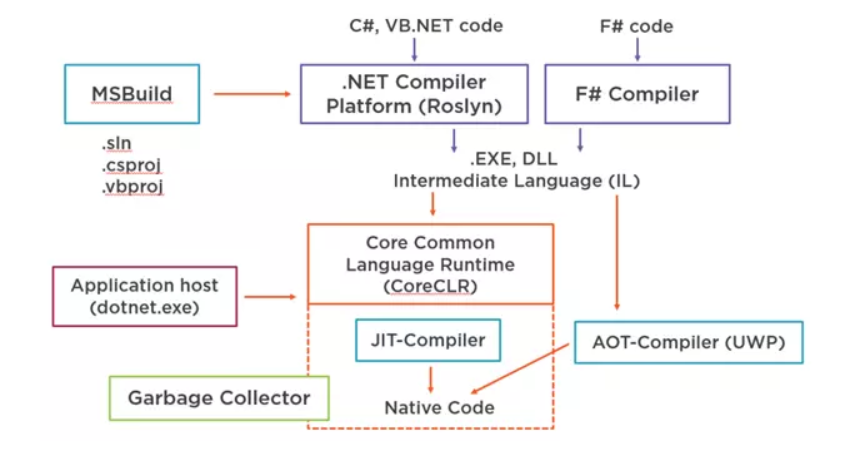 C#, VB.NET code
F# code
MSBuild
.NET Compiler
Platform (Roslyn)
F# Compiler
.sln
.csproj
.vbproj
.EXE, DLL
Intermediate Language (IL)
Core Common
Language Runtime
(CoreCLR)
Application host
(dotnet.exe)
JIT-Compiler
AOT-Compiler (UWP)
Garbage Collector
Native Code